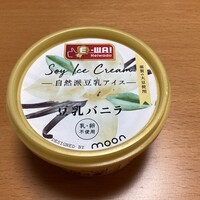 E-WA!
Heiwado
Soy Ice Cream
自然派豆乳アイス
豆乳バニラ
乳・卵
不使用
DESIGNED BY moon